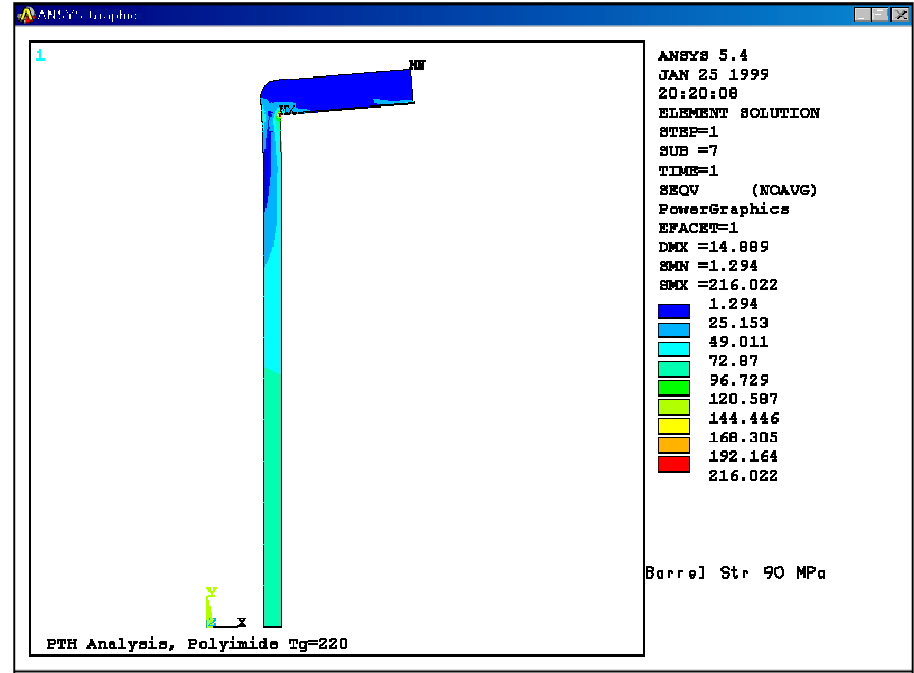 ANSYS Graphic
1
MN
MX
Y
Z X
PTH Analysis, Polyimide Tg=220
ANSYS 5.4
JAN 25 1999
20:20:08
ELEMENT SOLUTION
STEP=1
SUB =7
TIME=1
SEQV (NOAVG)
PowerGraphics
EFACET=1
DMX =14.889
SMN =1.294
SMX =216.022
1.294
25.153
49.011
72.87
96.729
120.587
144.446
168.305
192.164
216.022
Barrel Str 90 MPa